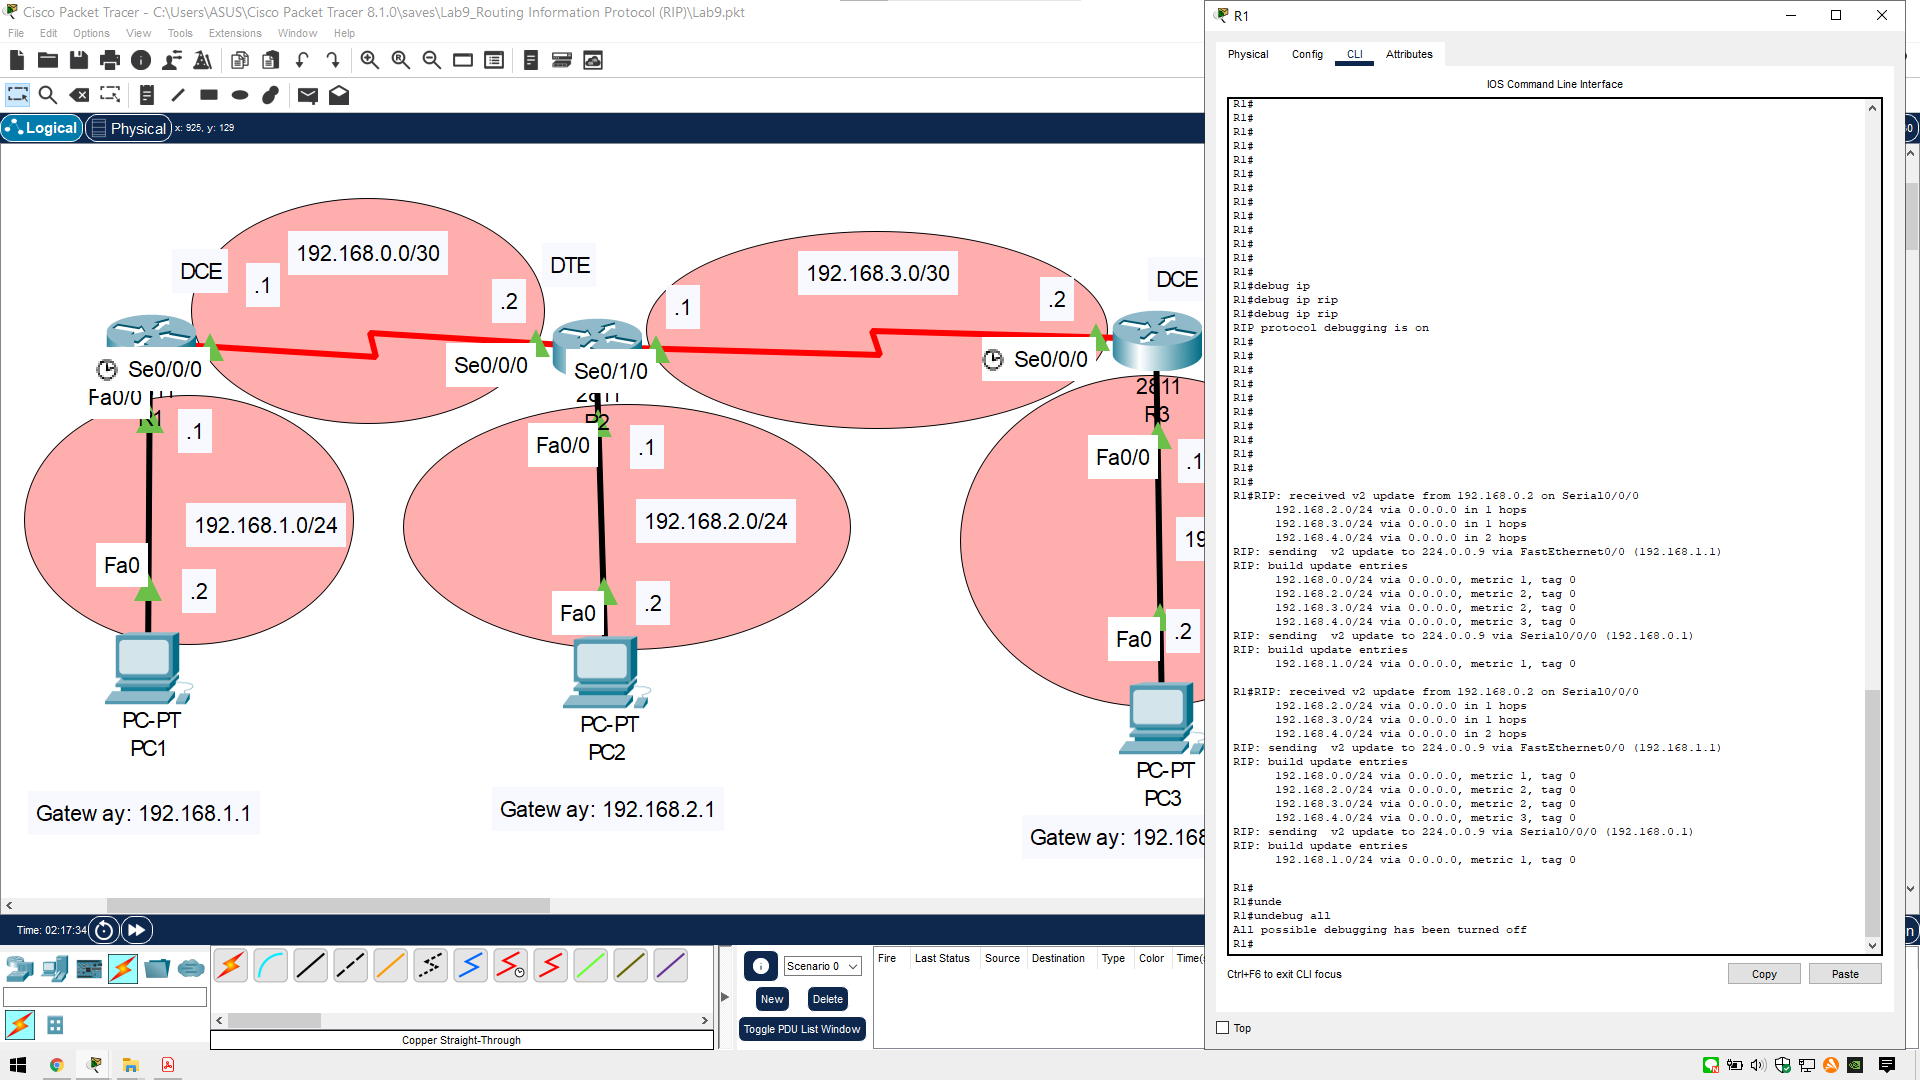 Cisco Packet Tracer - C:\Users\ASUS\Cisco Packet Tracer 8.1.0\saves\Lab9_Routing Information Protocol (RIP)\Lab9.pkt
File Edit Options View Tools Extensions Window Help
Logical Physical x: 925, y: 129
192.168.0.0/30
DCE
.1
.2
DTE
192.168.3.0/30
.1
.2
DCE
Se0/0/0
Fa0/0
R1
Se0/0/0
Se0/1/0
2811
R2
Se0/0/0
2811
R3
.1
Fa0/0
.1
Fa0/0
.1
192.168.1.0/24
192.168.2.0/24
19
Fa0
.2
Fa0
.2
Fa0
.2
PC-PT
PC1
PC-PT
PC2
PC-PT
PC3
Gatew ay: 192.168.1.1
Gatew ay: 192.168.2.1
Gatew ay: 192.168
Time: 02:17:34
Scenario 0
New
Delete
Toggle PDU List Window
Fire Last Status Source Destination Type Color Time(s
Copper Straight-Through
R1
Physical Config CLI Attributes
IOS Command Line Interface
R1#
R1#
R1#
R1#
R1#
R1#
R1#
R1#
R1#
R1#
R1#
R1#
R1#
R1#debug ip
R1#debug ip rip
R1#debug ip rip
RIP protocol debugging is on
R1#
R1#
R1#
R1#
R1#
R1#
R1#
R1#
R1#
R1#
R1#
R1#RIP: received v2 update from 192.168.0.2 on Serial0/0/0
192.168.2.0/24 via 0.0.0.0 in 1 hops
192.168.3.0/24 via 0.0.0.0 in 1 hops
192.168.4.0/24 via 0.0.0.0 in 2 hops
RIP: sending v2 update to 224.0.0.9 via FastEthernet0/0 (192.168.1.1)
RIP: build update entries
192.168.0.0/24 via 0.0.0.0, metric 1, tag 0
192.168.2.0/24 via 0.0.0.0, metric 2, tag 0
192.168.3.0/24 via 0.0.0.0, metric 2, tag 0
192.168.4.0/24 via 0.0.0.0, metric 3, tag 0
RIP: sending v2 update to 224.0.0.9 via Serial0/0/0 (192.168.0.1)
RIP: build update entries
192.168.1.0/24 via 0.0.0.0, metric 1, tag 0
R1#RIP: received v2 update from 192.168.0.2 on Serial0/0/0
192.168.2.0/24 via 0.0.0.0 in 1 hops
192.168.3.0/24 via 0.0.0.0 in 1 hops
192.168.4.0/24 via 0.0.0.0 in 2 hops
RIP: sending v2 update to 224.0.0.9 via FastEthernet0/0 (192.168.1.1)
RIP: build update entries
192.168.0.0/24 via 0.0.0.0, metric 1, tag 0
192.168.2.0/24 via 0.0.0.0, metric 2, tag 0
192.168.3.0/24 via 0.0.0.0, metric 2, tag 0
192.168.4.0/24 via 0.0.0.0, metric 3, tag 0
RIP: sending v2 update to 224.0.0.9 via Serial0/0/0 (192.168.0.1)
RIP: build update entries
192.168.1.0/24 via 0.0.0.0, metric 1, tag 0
R1#
R1#unde
R1#undebug all
All possible debugging has been turned off
R1#
Ctrl+F6 to exit CLI focus
Copy
Paste
Top